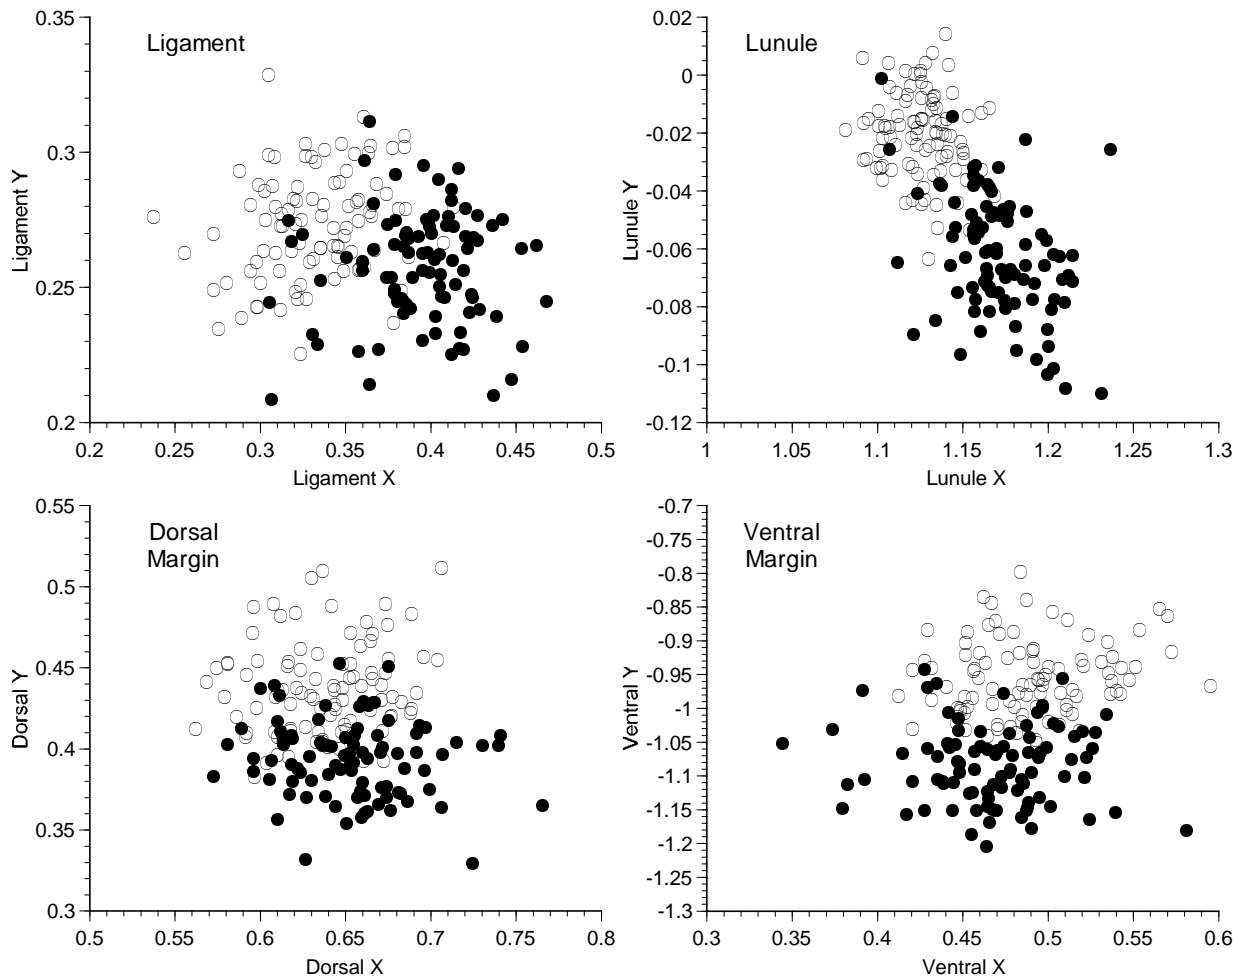 Ligament
0.35
0.3
0.25
0.2
Ligament Y
0.2 0.25 0.3 0.35 0.4 0.45 0.5
Ligament X
Lunule
0.02
0
-0.02
-0.04
-0.06
-0.08
-0.1
-0.12
Lunule Y
1 1.05 1.1 1.15 1.2 1.25 1.3
Lunule X
Dorsal
Margin
0.55
0.5
0.45
0.4
0.35
0.3
Dorsal Y
0.5 0.55 0.6 0.65 0.7 0.75 0.8
Dorsal X
Ventral
Margin
-0.7
-0.75
-0.8
-0.85
-0.9
-0.95
-1
-1.05
-1.1
-1.15
-1.2
-1.25
-1.3
Ventral Y
0.3 0.35 0.4 0.45 0.5 0.55 0.6
Ventral X